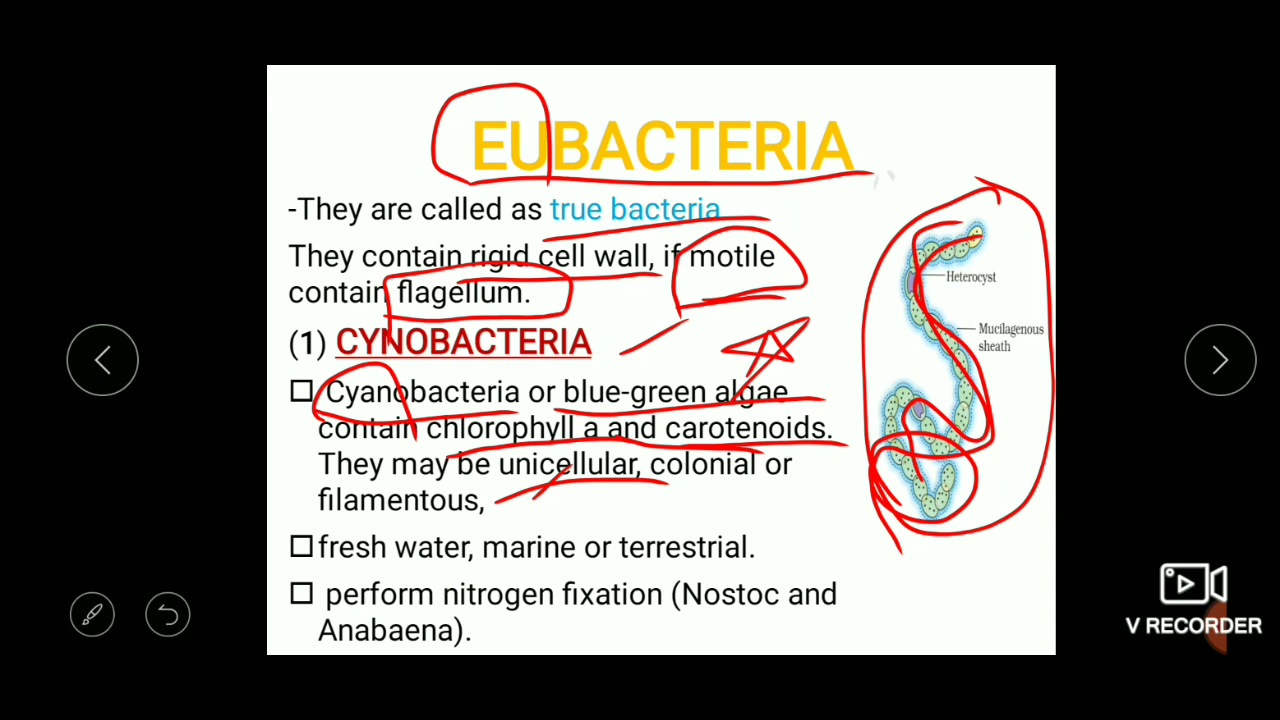 EUBACTERIA
-They are called as true bacteria
They contain rigid cell wall, if motile
contain flagellum.
(1) CYNOBACTERIA
Cyanobacteria or blue-green algae
contain chlorophyll a and carotenoids.
They may be unicellular, colonial or
filamentous,
fresh water, marine or terrestrial.
perform nitrogen fixation (Nostoc and
Anabaena).
Heterocyst
Mucilagenous
sheath
V RECORDER